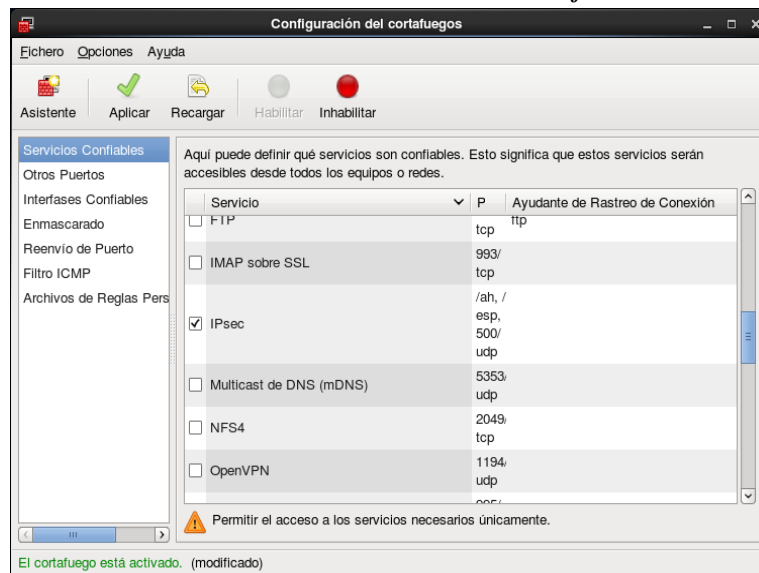 Configuración del cortafuegos
Fichero Opciones Ayuda
Asistente Aplicar Recargar Habilitar Inhabilitar
Servicios Confiables
Otros Puertos
Interfases Confiables
Enmascarado
Reenvío de Puerto
Filtro ICMP
Archivos de Reglas Pers
Aquí puede definir qué servicios son confiables. Esto significa que estos servicios serán
accesibles desde todos los equipos o redes.
Servicio P Ayudante de Rastreo de Conexión
FTP tcp ftp
IMAP sobre SSL 993/
tcp
IPsec /ah, /
esp,
500/
udp
Multicast de DNS (mDNS) 5353/
udp
NFS4 2049/
tcp
OpenVPN 1194/
udp
Permitir el acceso a los servicios necesarios únicamente.
El cortafuego está activado. (modificado)